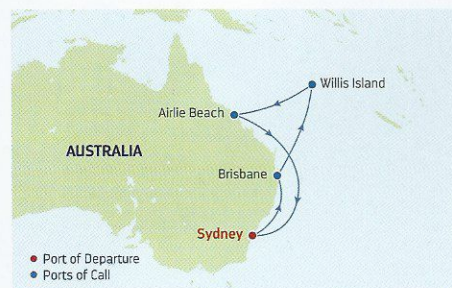 Willis Island
Airlie Beach
AUSTRALIA
Brisbane
Sydney
Port of Departure
Ports of Call